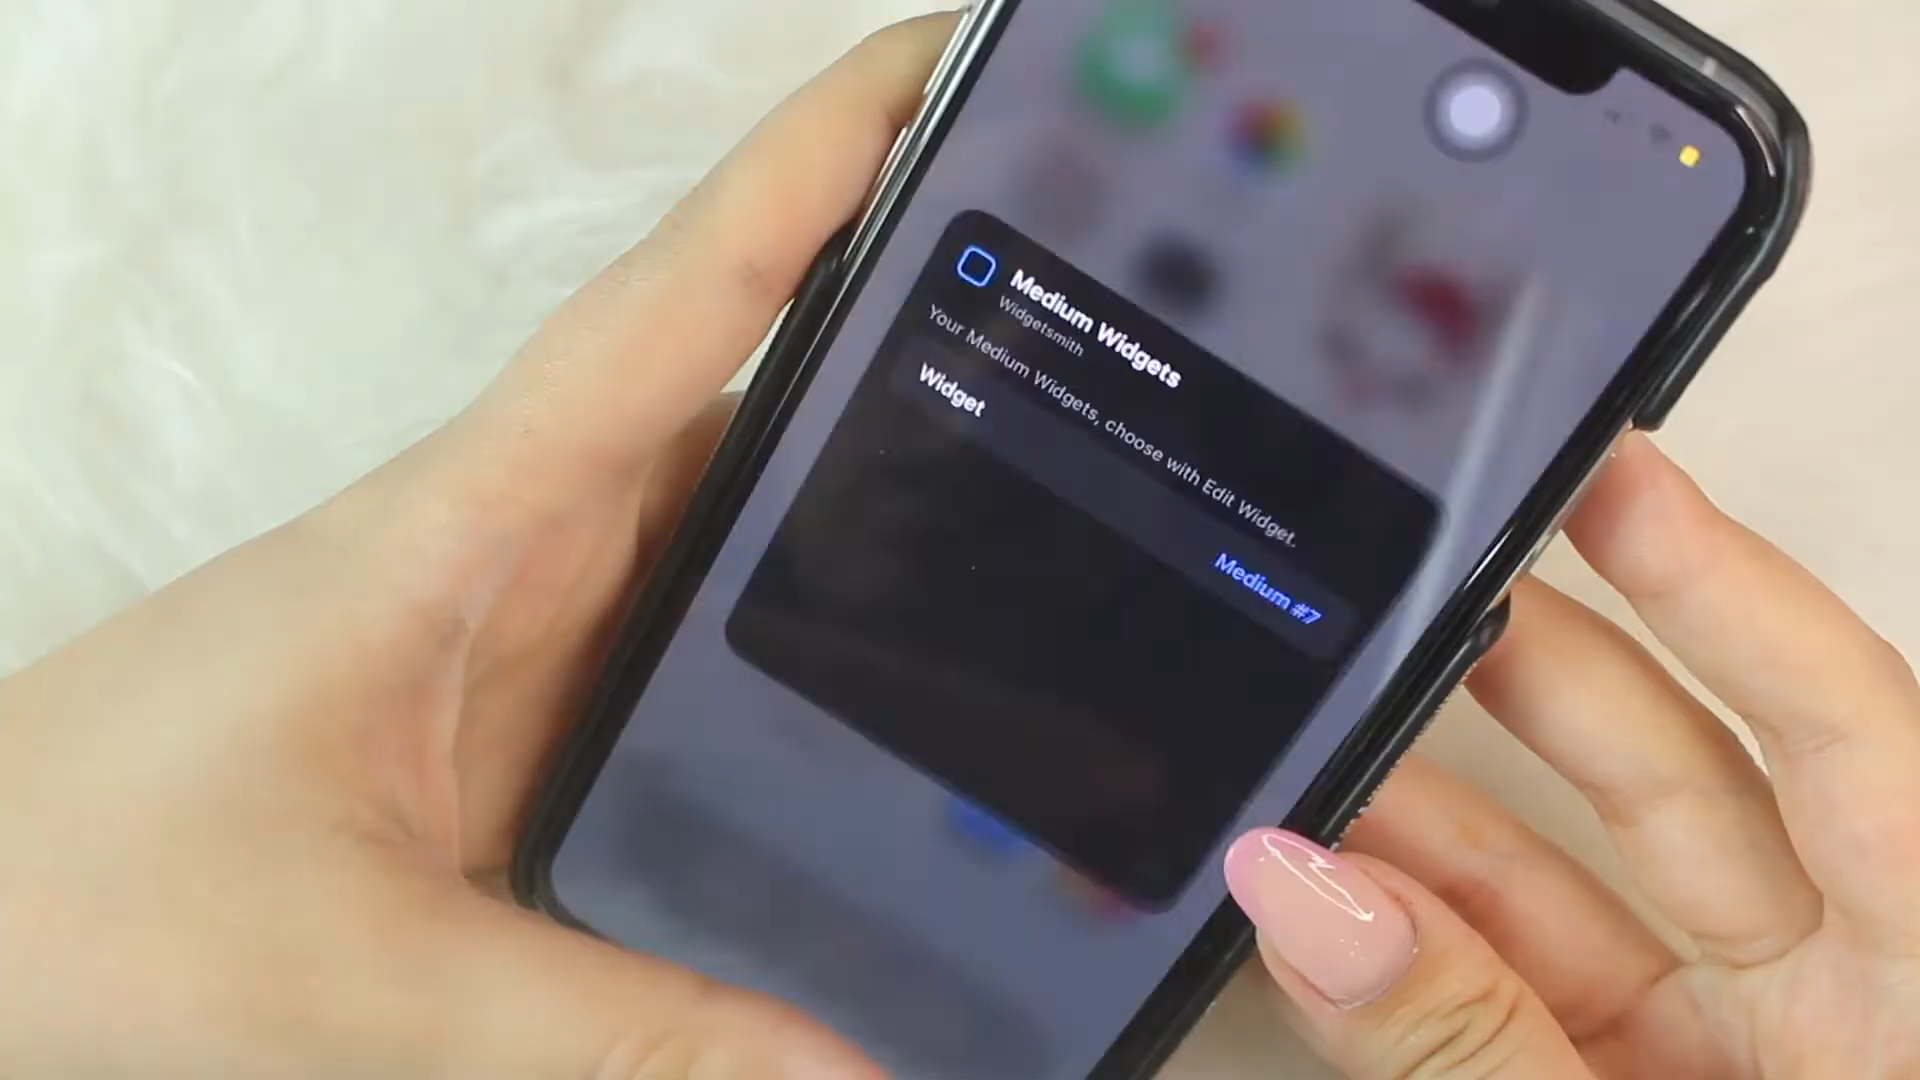 Medium Widgets
Widgetsmith
Your Medium Widgets, choose with Edit Widget.
Widget
Medium #7